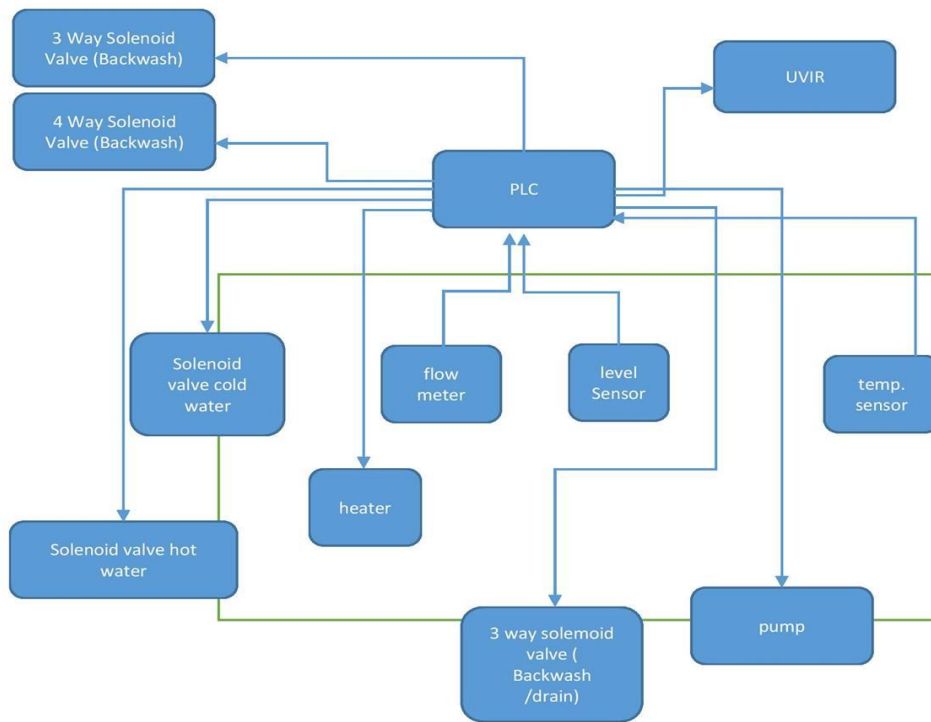 3 Way Solenoid
Valve (Backwash)
UVIR
4 Way Solenoid
Valve (Backwash)
PLC
Solenoid
valve cold
water
flow
meter
level
Sensor
temp.
sensor
heater
Solenoid valve hot
water
3 way solemoid
valve (
Backwash
/drain)
pump